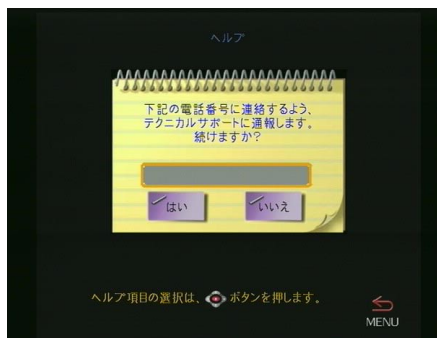 ヘルプ
下記の電話番号に連絡するよう、
テクニカルサポートに通報します。
続けますか？
はい
いいえ
ヘルプ項目の選択は、 ボタンを押します。
MENU